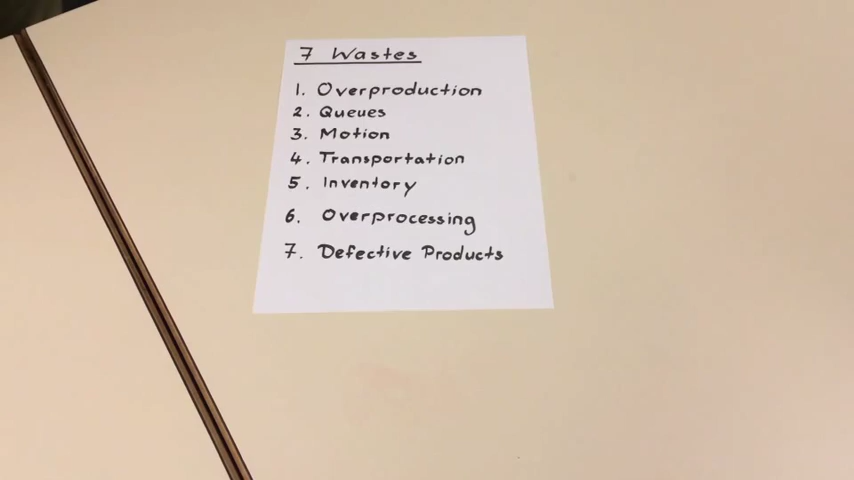 7 Wastes
1. Overproduction
2. Queues
3. Motion
4. Transportation
5. Inventory
6. Overprocessing
7. Defective Products